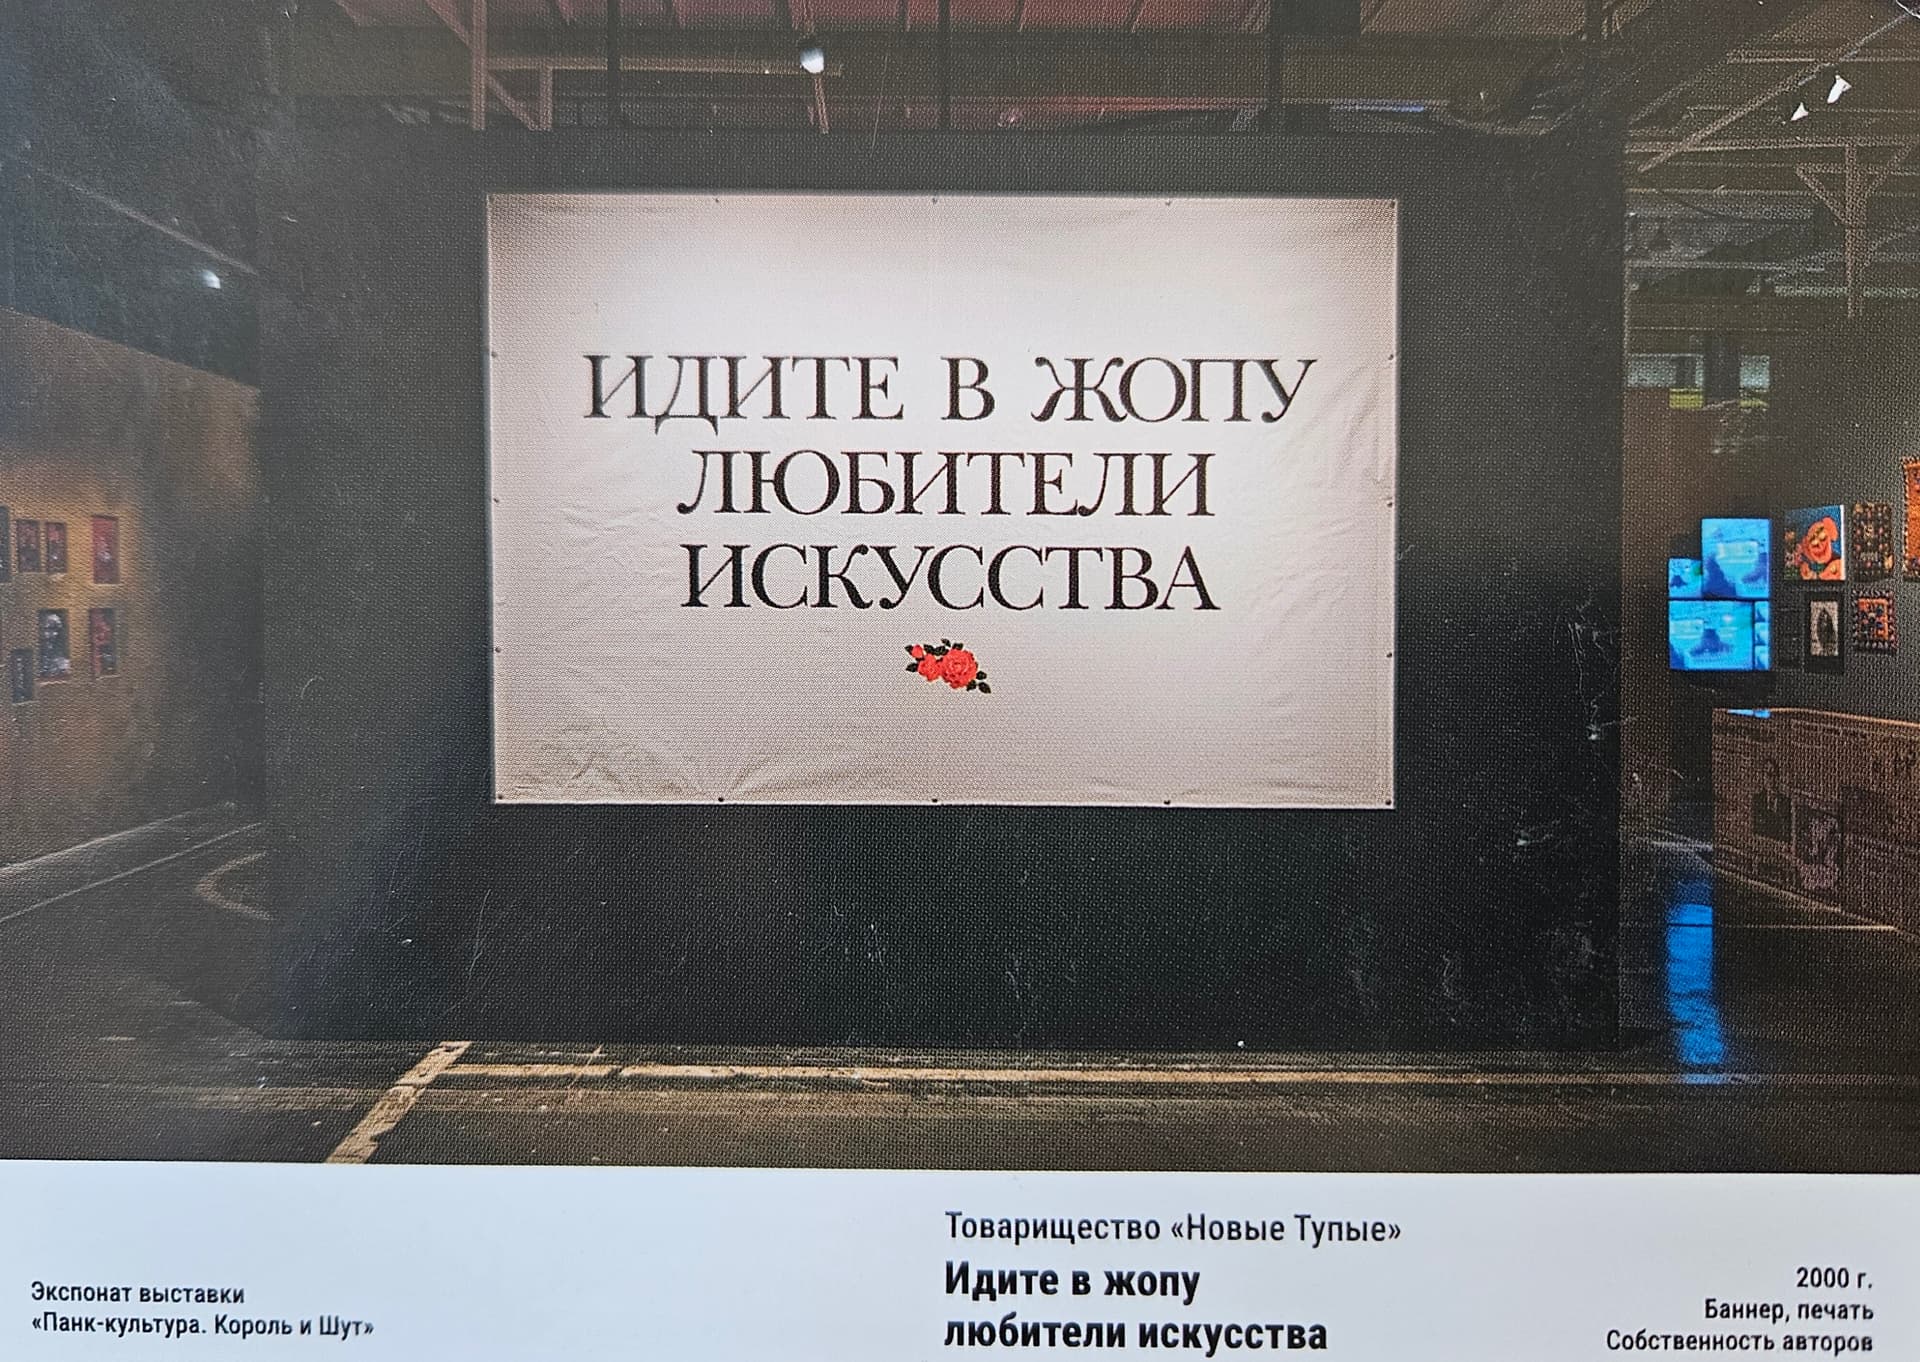 ИДИТЕ В ЖОПУ
ЛЮБИТЕЛИ
ИСКУССТВА
Экспонат выставки
«Панк-культура. Король и Шут»
Товарищество «Новые Тупые»
Идите в жопу
любители искусства
2000 г.
Баннер, печать
Собственность авторов